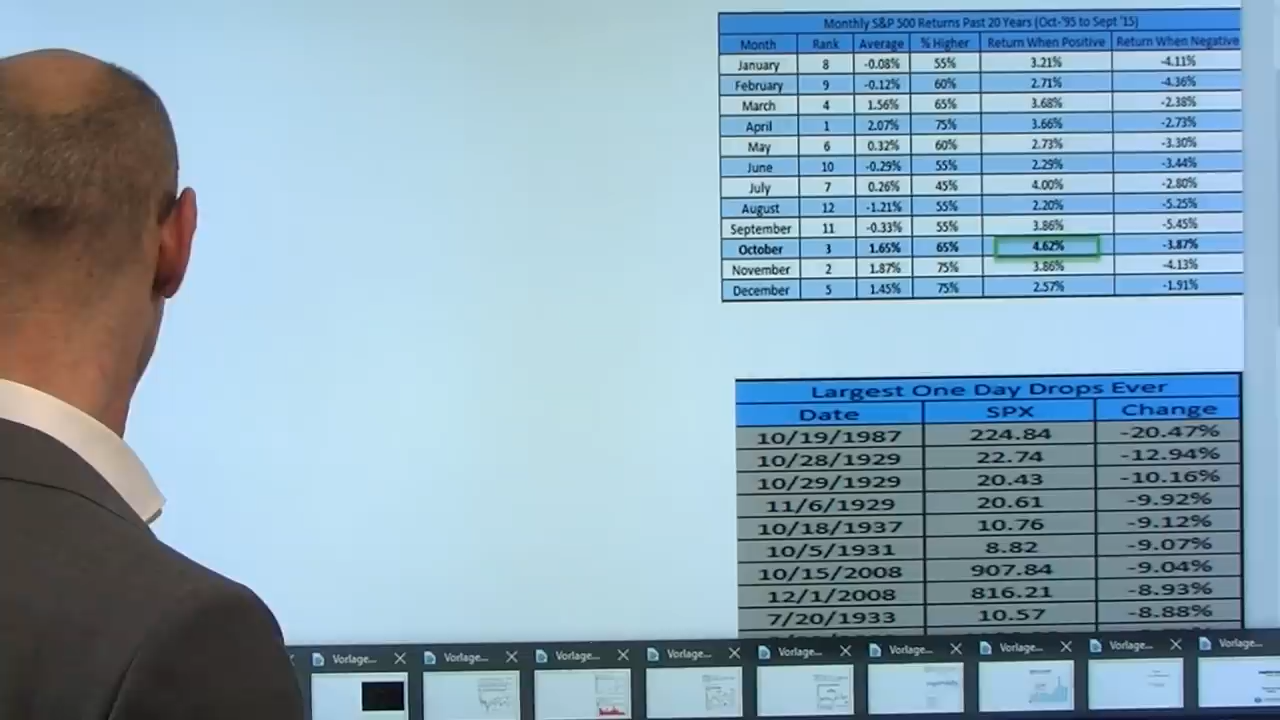 Monthly S&P 500 Returns Past 20 Years (Oct-'95 to Sept '15)
Month Rank Average % Higher Return When Positive Return When Negative
January 8 -0.08% 55% 3.21% -4.11%
February 9 -0.12% 60% 2.71% -4.36%
March 4 1.56% 65% 3.68% -2.38%
April 1 2.07% 75% 3.66% -2.73%
May 6 0.32% 60% 2.73% -3.30%
June 10 -0.29% 55% 2.29% -3.44%
July 7 0.26% 45% 4.00% -2.80%
August 12 -1.21% 55% 2.20% -5.25%
September 11 -0.33% 55% 3.86% -5.45%
October 3 1.65% 65% 4.62% -3.87%
November 2 1.87% 75% 3.86% -4.13%
December 5 1.45% 75% 2.57% -1.91%
Largest One Day Drops Ever
Date SPX Change
10/19/1987 224.84 -20.47%
10/28/1929 22.74 -12.94%
10/29/1929 20.43 -10.16%
11/6/1929 20.61 -9.92%
10/18/1937 10.76 -9.12%
10/5/1931 8.82 -9.07%
10/15/2008 907.84 -9.04%
12/1/2008 816.21 -8.93%
7/20/1933 10.57 -8.88%
Vorlage... Vorlage... Vorlage... Vorlage... Vorlage... Vorlage... Vorlage... Vorlage... Vorlage...